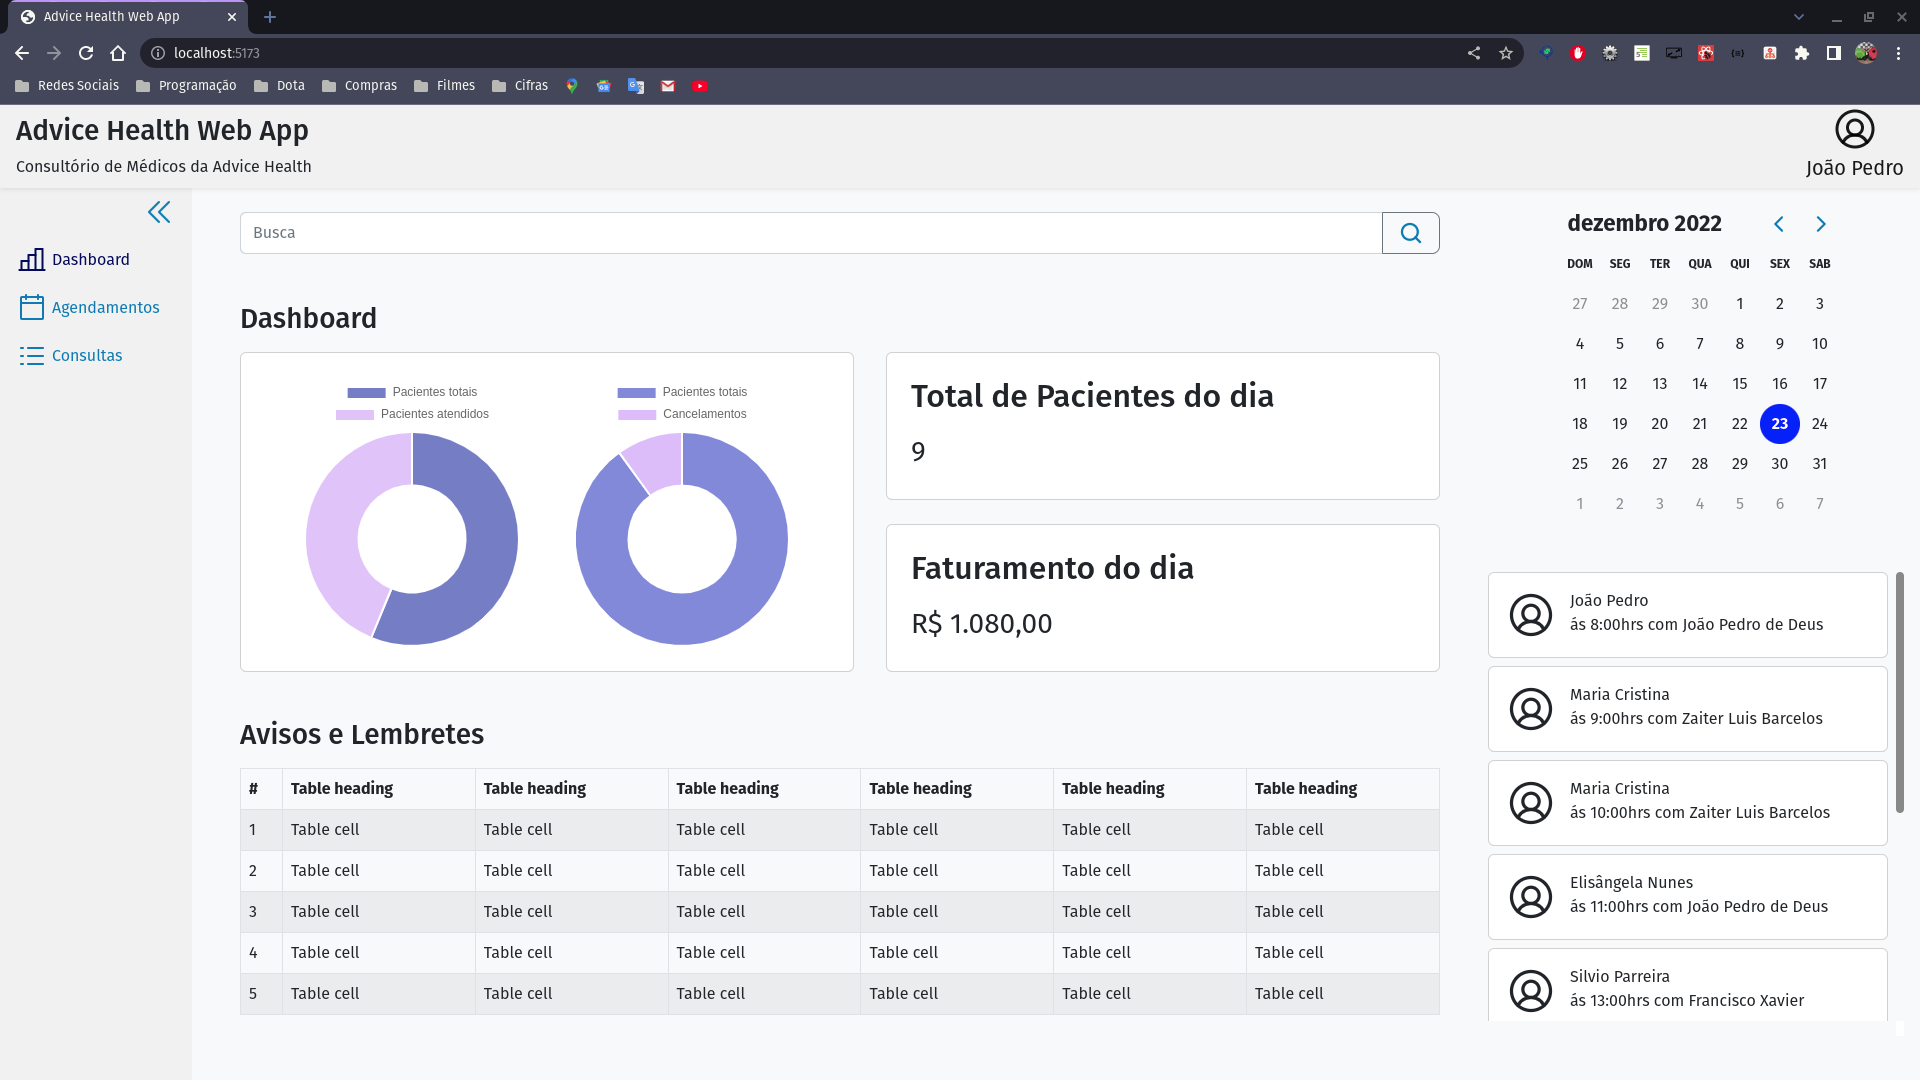 Advice Health Web App
localhost:5173
Redes Sociais Programação Dota Compras Filmes Cifras
Advice Health Web App
Consultório de Médicos da Advice Health
João Pedro
Dashboard
Agendamentos
Consultas
Busca
Dashboard
Pacientes totais
Pacientes atendidos
Pacientes totais
Cancelamentos
Total de Pacientes do dia
9
Faturamento do dia
R$ 1.080,00
Avisos e Lembretes
# Table heading Table heading Table heading Table heading Table heading Table heading
1 Table cell Table cell Table cell Table cell Table cell Table cell
2 Table cell Table cell Table cell Table cell Table cell Table cell
3 Table cell Table cell Table cell Table cell Table cell Table cell
4 Table cell Table cell Table cell Table cell Table cell Table cell
5 Table cell Table cell Table cell Table cell Table cell Table cell
dezembro 2022
DOM SEG TER QUA QUI SEX SAB
27 28 29 30 1 2 3
4 5 6 7 8 9 10
11 12 13 14 15 16 17
18 19 20 21 22 23 24
25 26 27 28 29 30 31
1 2 3 4 5 6 7
João Pedro
ás 8:00hrs com João Pedro de Deus
Maria Cristina
ás 9:00hrs com Zaiter Luis Barcelos
Maria Cristina
ás 10:00hrs com Zaiter Luis Barcelos
Elisângela Nunes
ás 11:00hrs com João Pedro de Deus
Silvio Parreira
ás 13:00hrs com Francisco Xavier